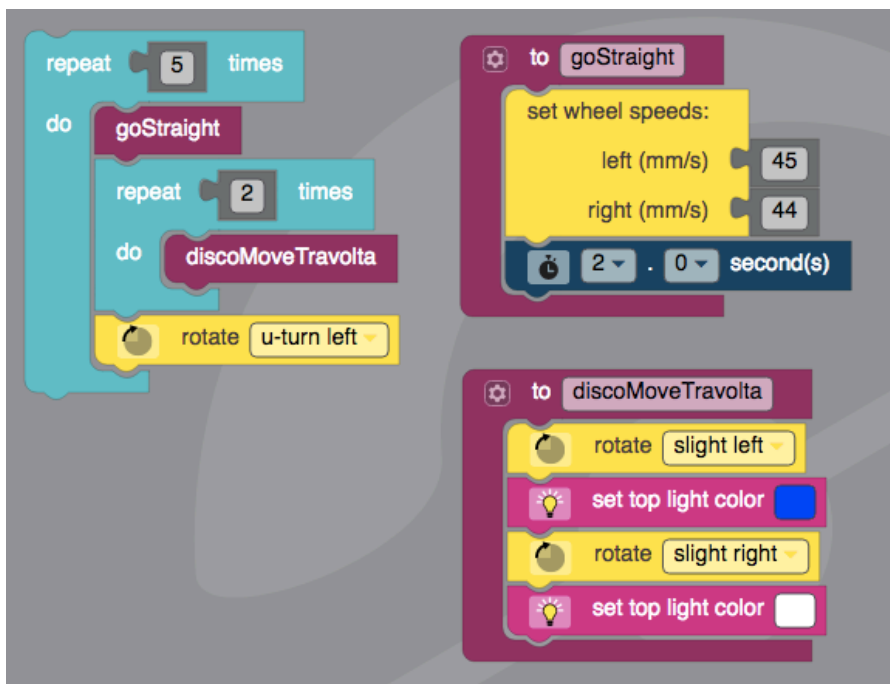 repeat 5 times
do
goStraight
repeat 2 times
do discoMoveTravolta
rotate u-turn left
to goStraight
set wheel speeds:
left (mm/s) 45
right (mm/s) 44
2 . 0 second(s)
to discoMoveTravolta
rotate slight left
set top light color
rotate slight right
set top light color